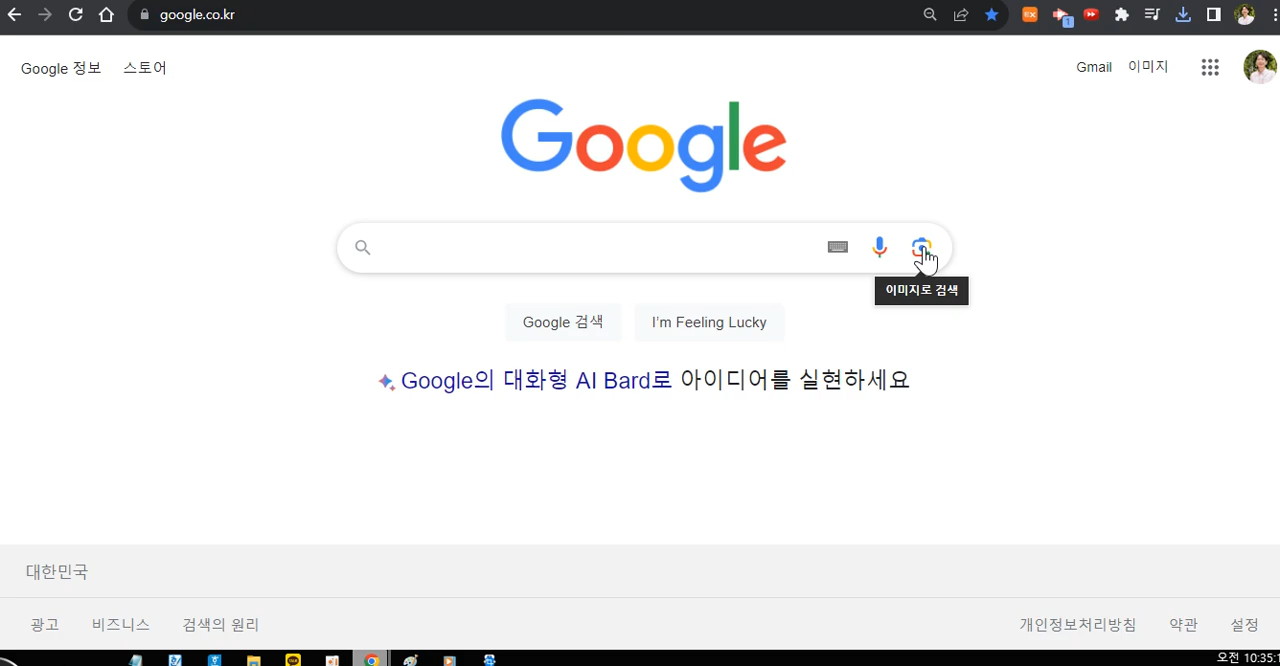 google.co.kr
EX
1
Google 정보 스토어
Gmail 이미지
Google
이미지로 검색
Google 검색 I'm Feeling Lucky
Google의 대화형 AI Bard로 아이디어를 실현하세요
대한민국
광고 비즈니스 검색의 원리
개인정보처리방침 약관 설정
TALK
오전 10:35:1